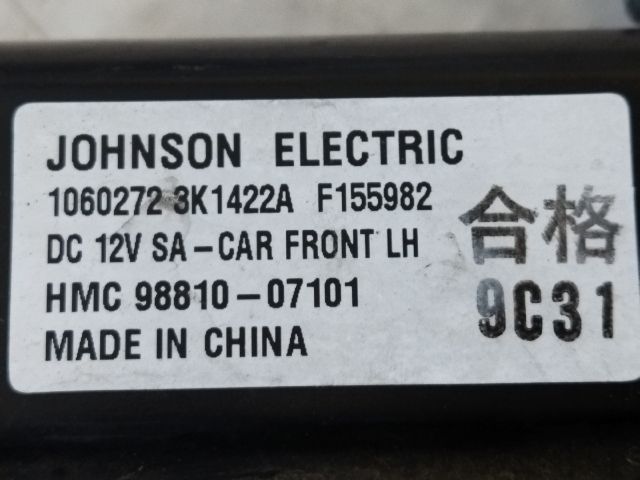 JOHNSON ELECTRIC
1060272 3K1422A F155982
DC 12V SA-CAR FRONT LH
HMC 98810-07101
MADE IN CHINA
合格
9C31